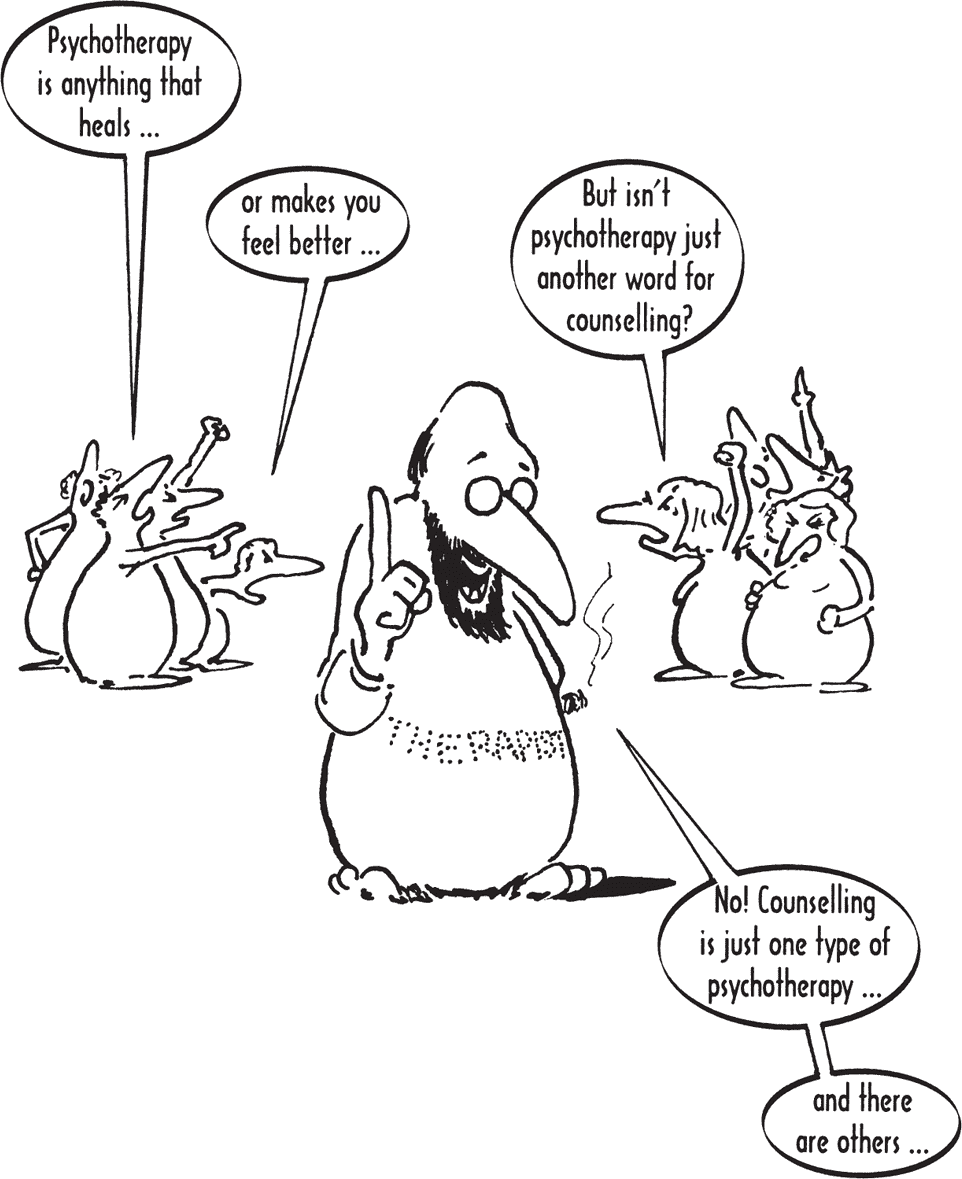 Psychotherapy
is anything that
heals ...
or makes you
feel better ...
But isn't
psychotherapy just
another word for
counselling?
THERAPIST
No! Counselling
is just one type of
psychotherapy ...
and there
are others ...